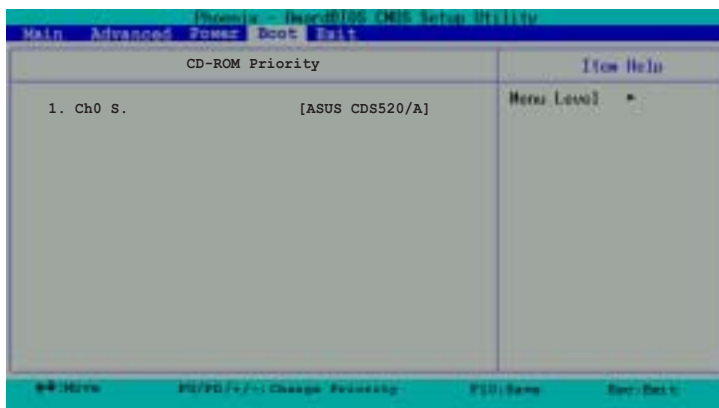 Phoenix - AwardBIOS CMOS Setup Utility
Main Advanced Power Boot Exit
CD-ROM Priority
Item Help
1. Ch0 S. [ASUS CDS520/A]
Menu Level ►
:Move PU/PD/+/-:Change Priority F10:Save Esc:Exit